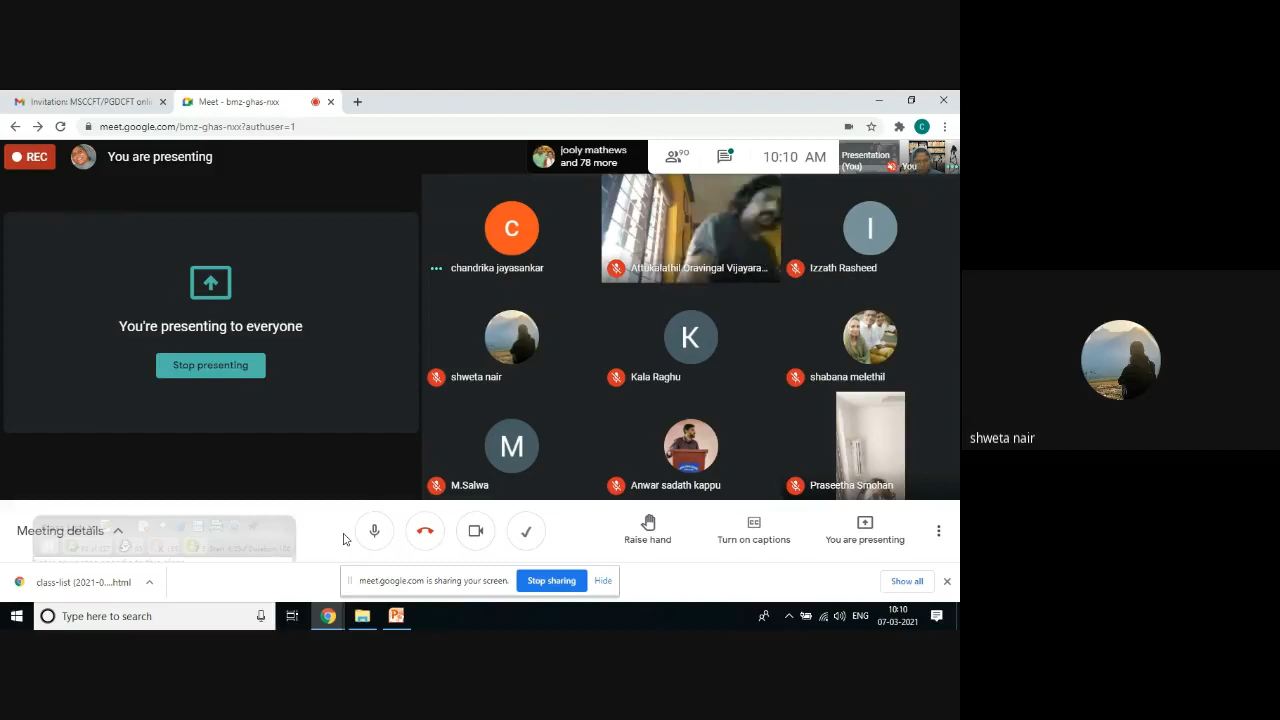 Invitation: MSCCFT/PGDCFT onli
Meet - bmz-ghas-nxx
meet.google.com/bmz-ghas-nxx?authuser=1
C
REC
You are presenting
jooly mathews
and 78 more
90
10:10 AM
Presentation
(You)
You
C
chandrika jayasankar
Attukalathil Oravingal Vijayara...
I
Izzath Rasheed
You're presenting to everyone
Stop presenting
shweta nair
K
Kala Raghu
shabana melethil
M
M.Salwa
Anwar sadath kappu
Praseetha Smohan
shweta nair
Meeting details
Raise hand
CC
Turn on captions
You are presenting
class-list (2021-0....html
meet.google.com is sharing your screen.
Stop sharing
Hide
Show all
Type here to search
ENG
10:10
07-03-2021